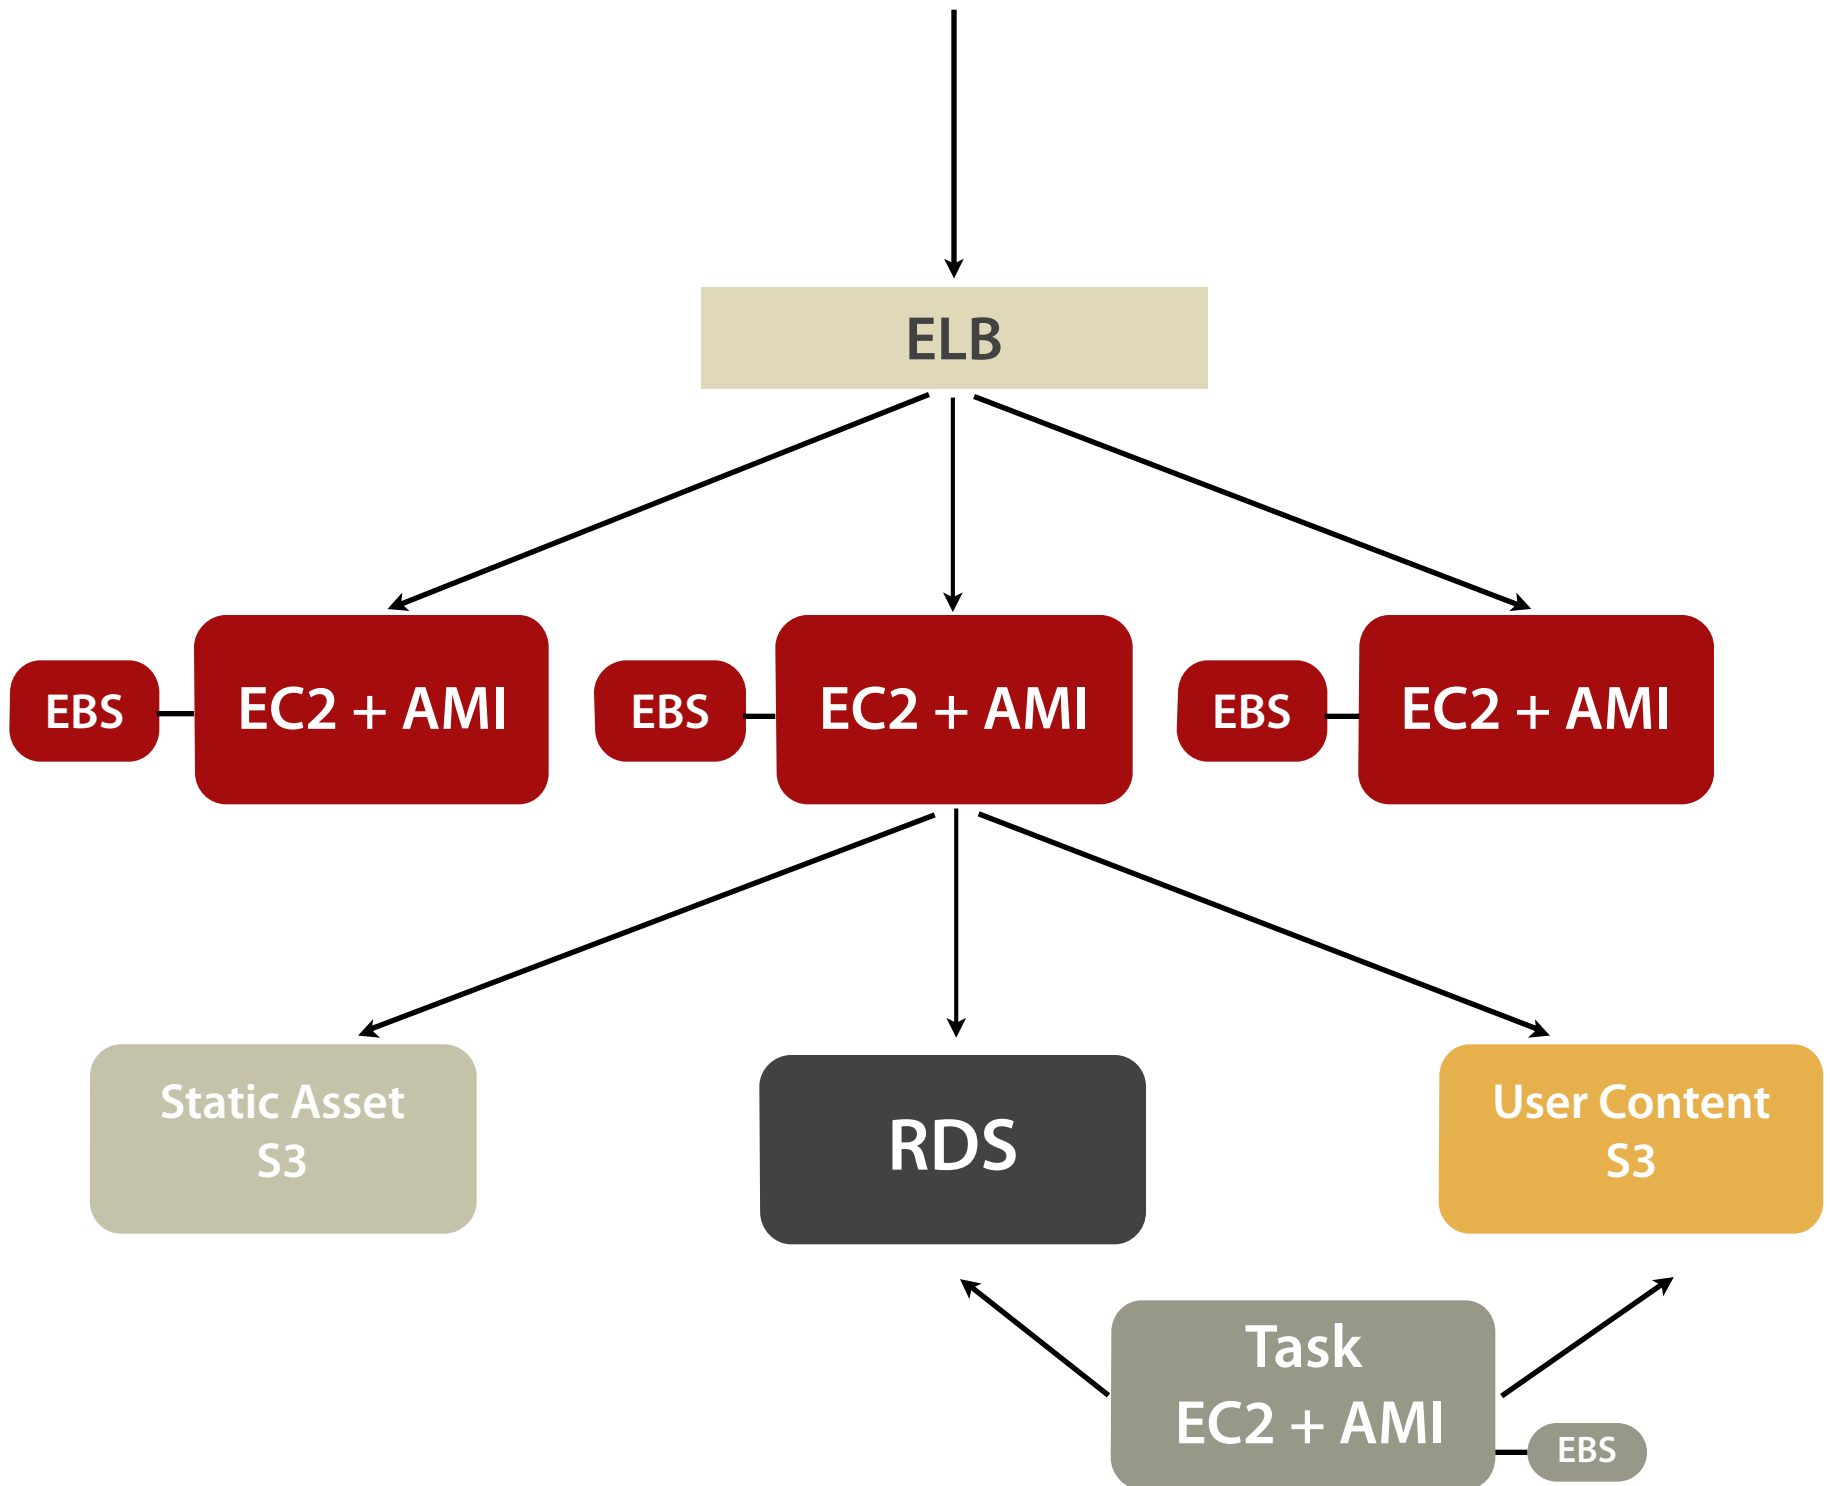 ELB
EBS
EC2 + AMI
EBS
EC2 + AMI
EBS
EC2 + AMI
Static Asset
S3
RDS
User Content
S3
Task
EC2 + AMI
EBS